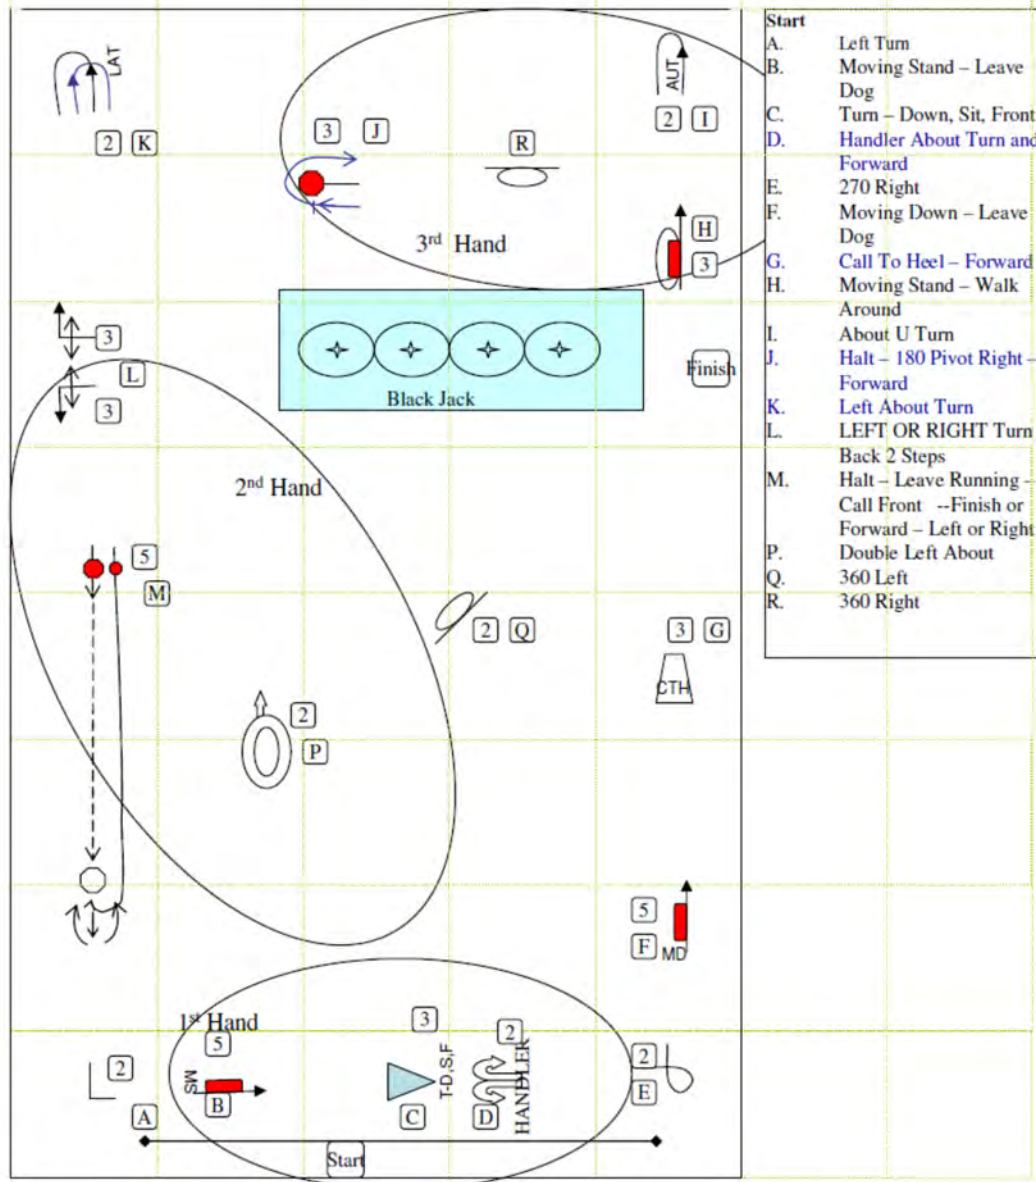 LAT
2 K
3 J
R
AUT
2 I
3rd Hand
H
3
3
L
3
Black Jack
Finish
2nd Hand
5
M
2 Q
3 G
CTH
2
P
5
F MD
1st Hand
5
MS
B
2
A
3
T-D,S,F
C
2
HANDLER
D
2
E
Start
Start
A. Left Turn
B. Moving Stand – Leave
Dog
C. Turn – Down, Sit, Front
D. Handler About Turn and
Forward
E. 270 Right
F. Moving Down – Leave
Dog
G. Call To Heel – Forward
H. Moving Stand – Walk
Around
I. About U Turn
J. Halt – 180 Pivot Right –
Forward
K. Left About Turn
L. LEFT OR RIGHT Turn
Back 2 Steps
M. Halt – Leave Running –
Call Front --Finish or
Forward – Left or Right
P. Double Left About
Q. 360 Left
R. 360 Right